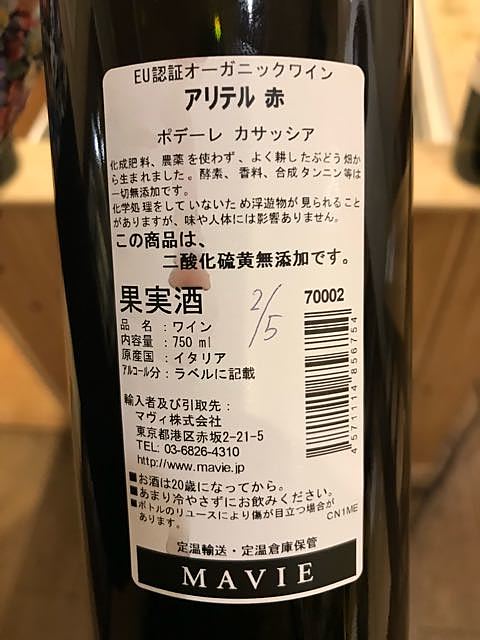 EU認証オーガニックワイン
アリテル 赤
ポデーレ カサッシア
化成肥料、農薬を使わず、よく耕したぶどう畑か
ら生まれました。酵素、香料、合成タンニン等は
一切無添加です。
化学処理をしていないため浮遊物が見られること
がありますが、味や人体には影響ありません。
この商品は、
二酸化硫黄無添加です。
果実酒
2/5
70002
品 名 : ワイン
内容量 : 750 ml
原産国 : イタリア
アルコール分 : ラベルに記載
4571114856754
輸入者及び引取先 :
マヴィ株式会社
東京都港区赤坂2-21-5
TEL: 03-6826-4310
http://www.mavie.jp
■お酒は20歳になってから。
■あまり冷やさずにお飲みください。
■ボトルのリユースにより傷が目立つ場合が
あります。
CN1ME
定温輸送・定温倉庫保管
MAVIE